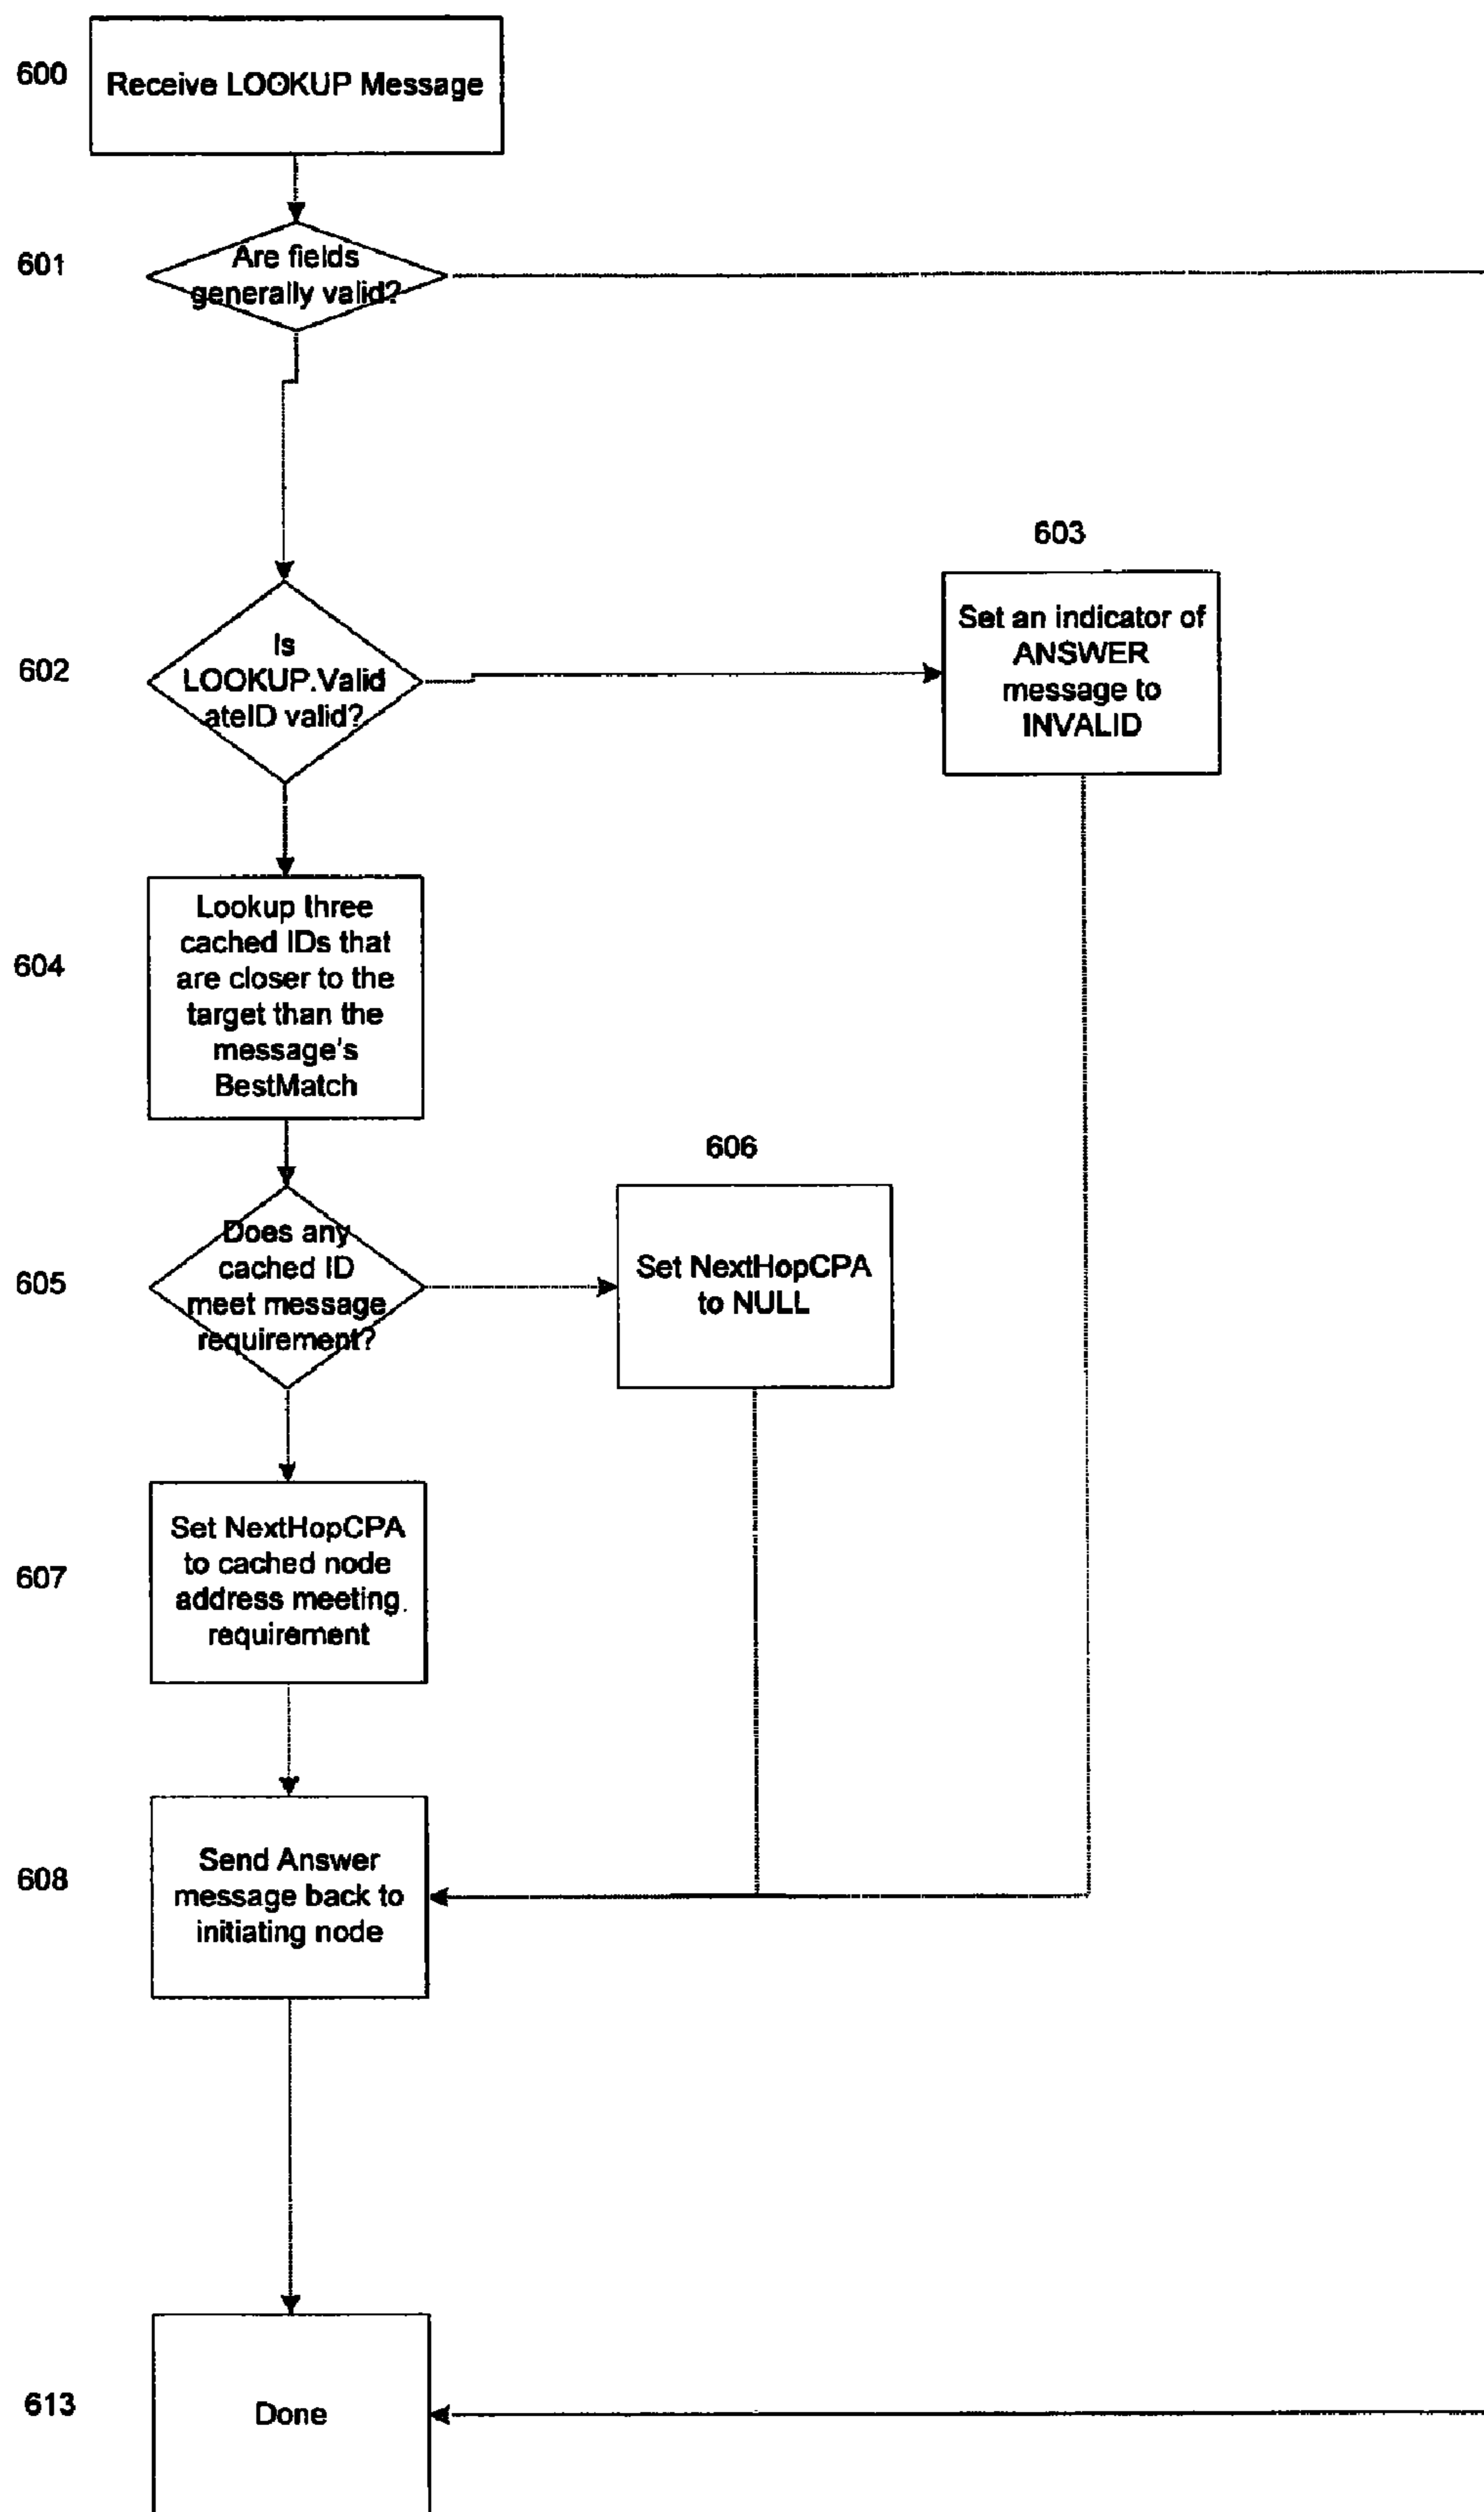 600
Receive LOOKUP Message
601
Are fields
generally valid?
603
Set an indicator of
ANSWER
message to
INVALID
602
Is
LOOKUP.Valid
ateID valid?
604
Lookup three
cached IDs that
are closer to the
target than the
message's
BestMatch
606
605
Does any
cached ID
meet message
requirement?
Set NextHopCPA
to NULL
607
Set NextHopCPA
to cached node
address meeting
requirement
608
Send Answer
message back to
initiating node
613
Done